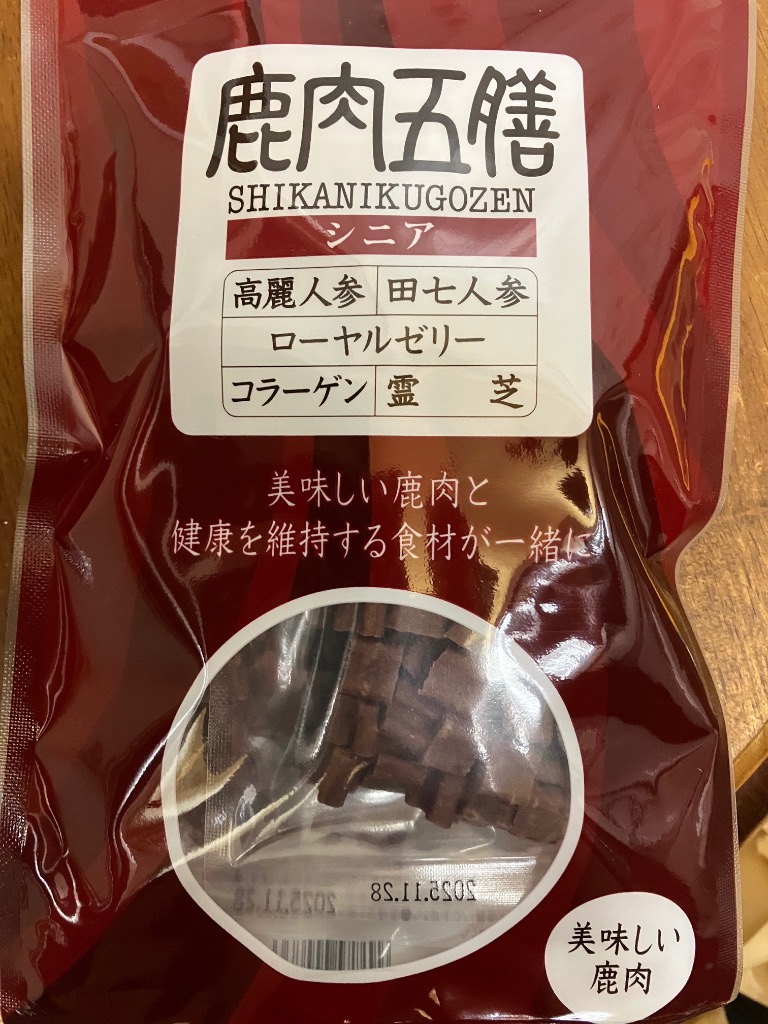 鹿肉五膳
SHIKANIKUGOZEN
シニア
高麗人参 田七人参
ローヤルゼリー
コラーゲン 霊芝
美味しい鹿肉と
健康を維持する食材が一緒に
2025.11.28
2025.11.28
美味しい
鹿肉